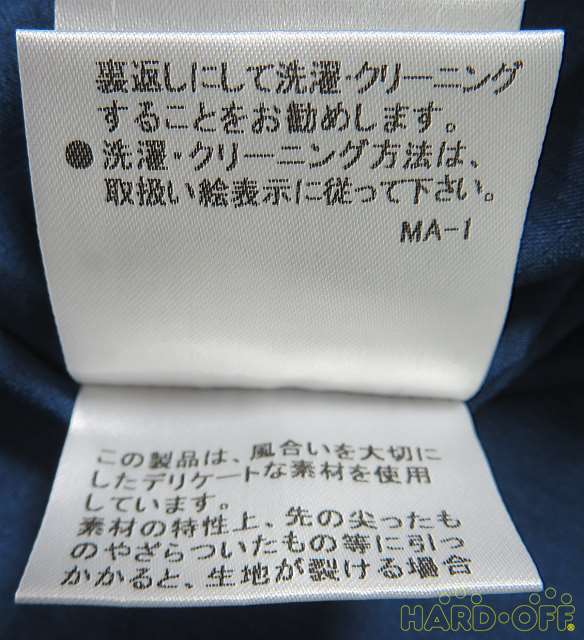 裏返しにして洗濯・クリーニング
することをお勧めします。
●洗濯・クリーニング方法は、
取扱い絵表示に従って下さい。
MA-1
この製品は、風合いを大切に
したデリケートな素材を使用
しています。
素材の特性上、先の尖ったも
のやざらついたもの等に引っ
かかると、生地が裂ける場合
HARD・OFF